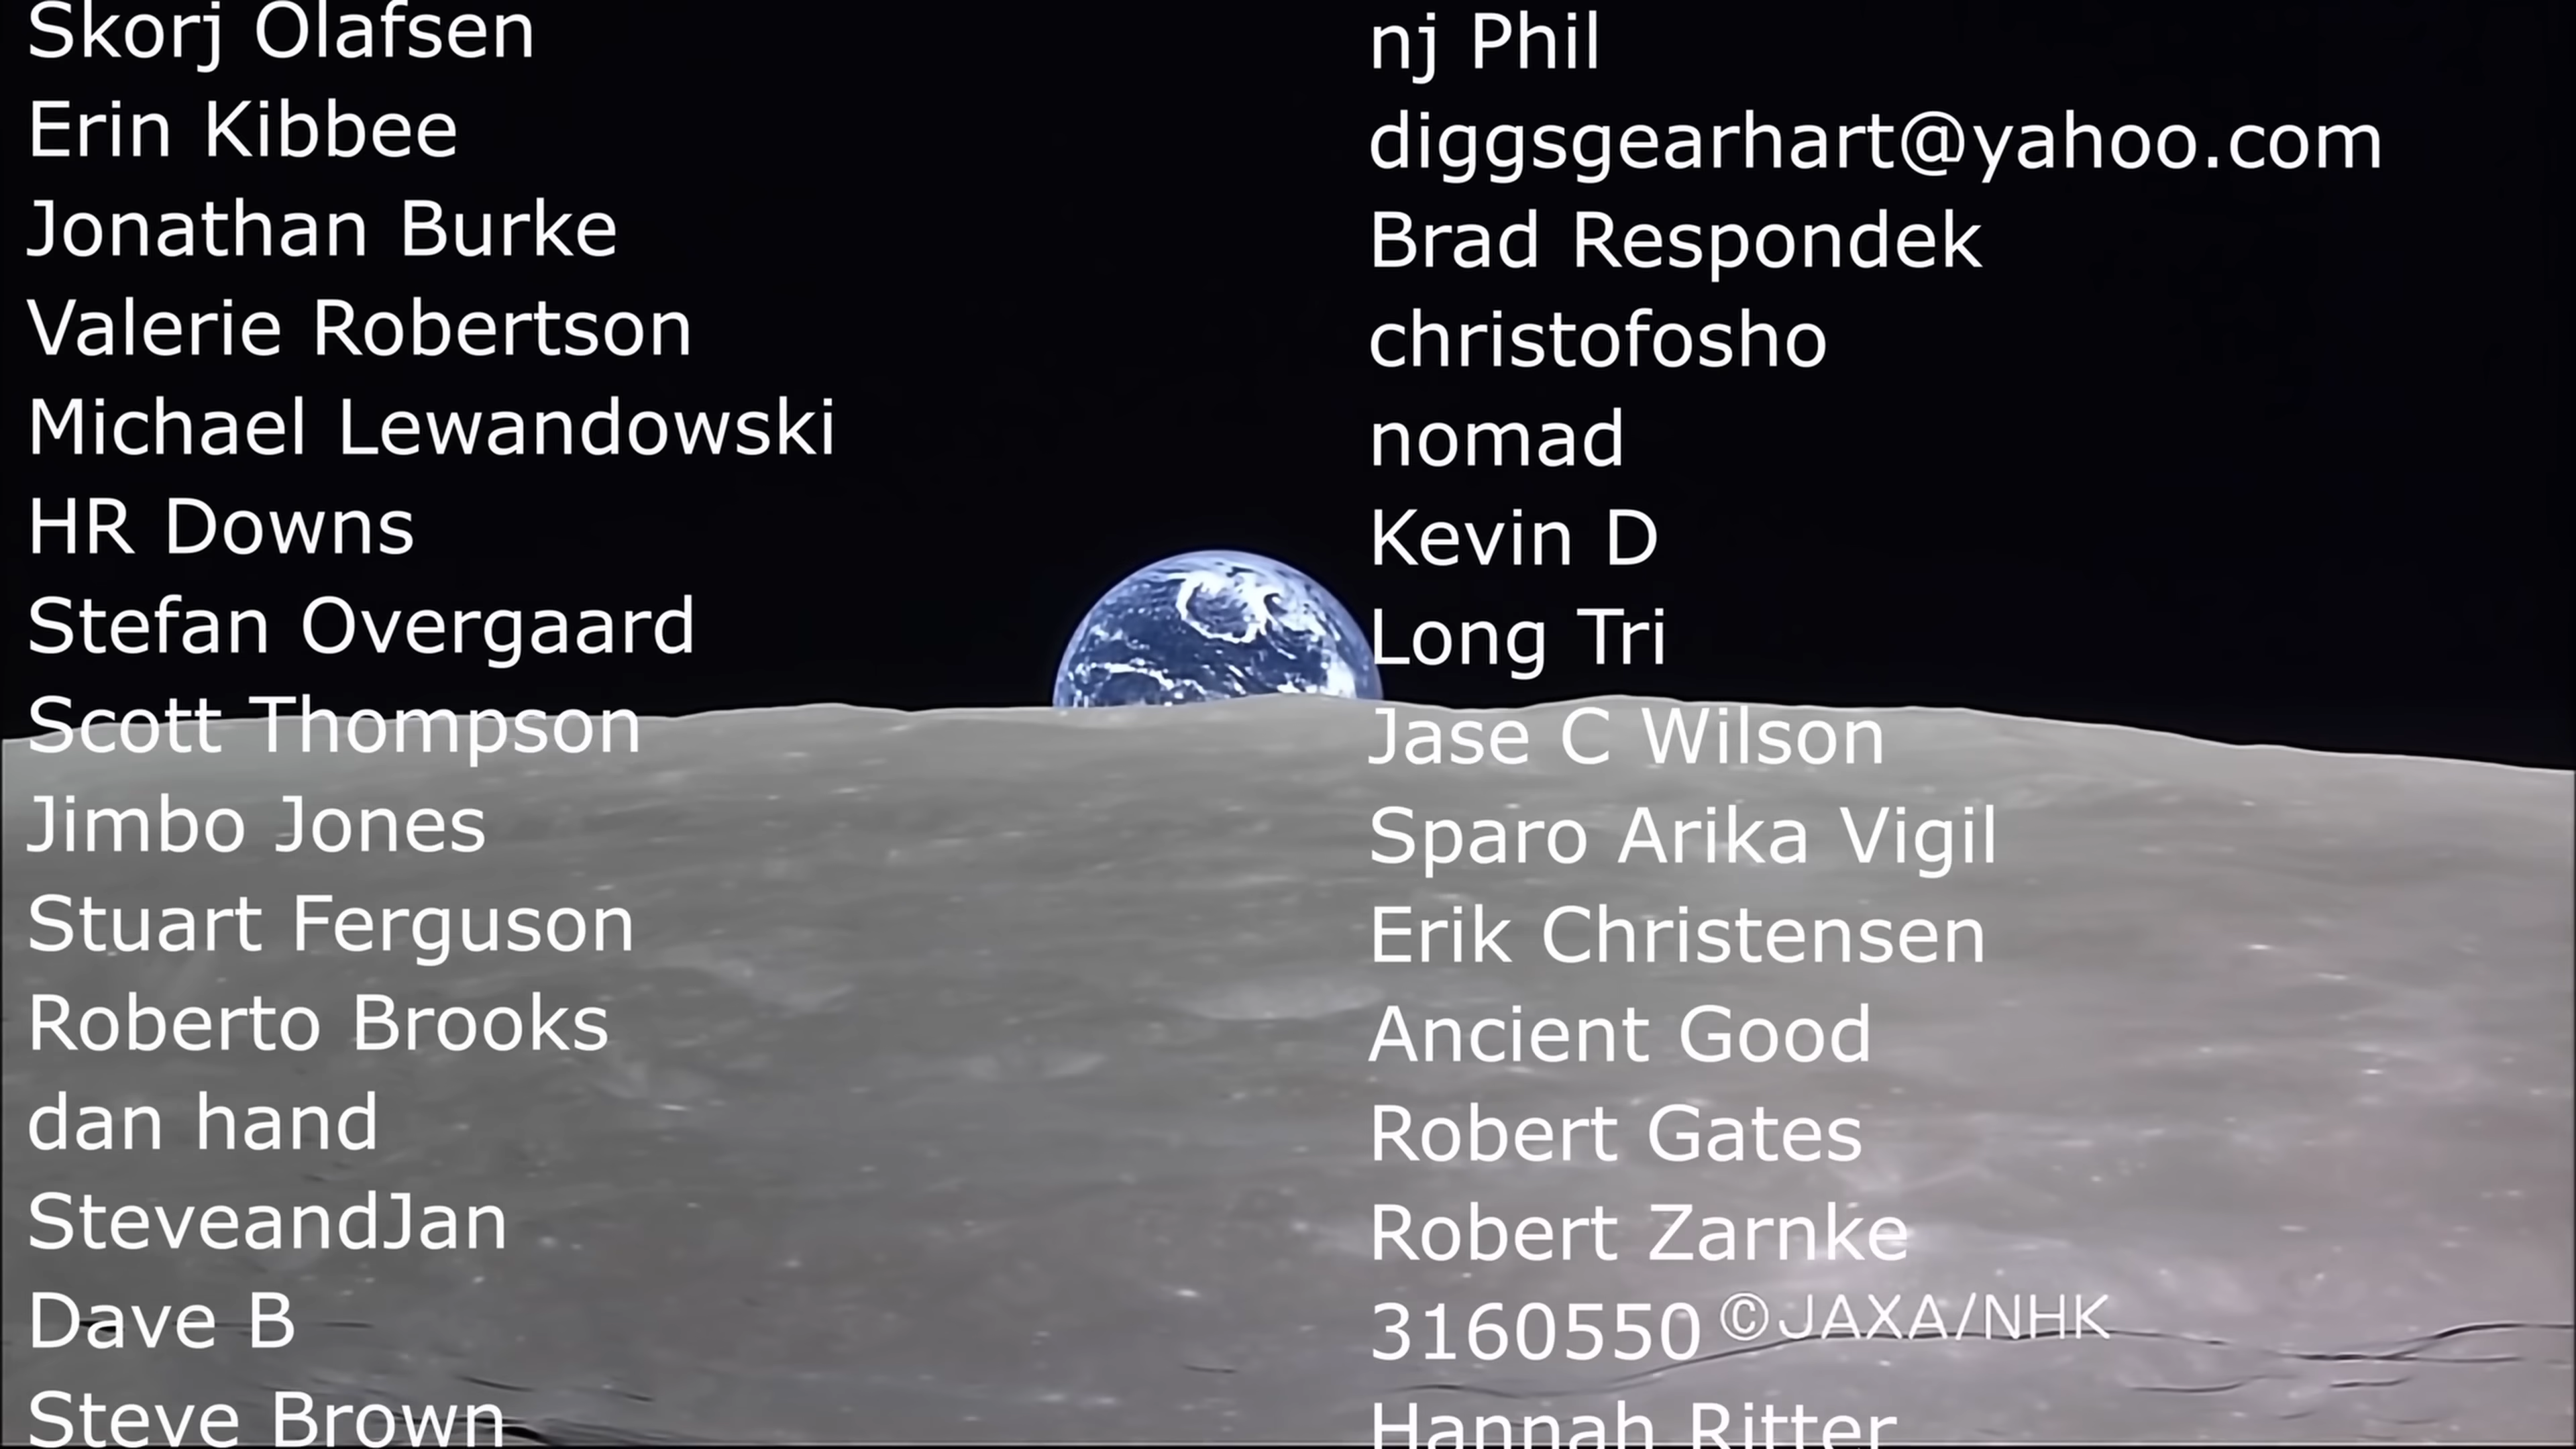 Skorj Olafsen
Erin Kibbee
Jonathan Burke
Valerie Robertson
Michael Lewandowski
HR Downs
Stefan Overgaard
Scott Thompson
Jimbo Jones
Stuart Ferguson
Roberto Brooks
dan hand
SteveandJan
Dave B
Steve Brown
nj Phil
diggsgearhart@yahoo.com
Brad Respondek
christofosho
nomad
Kevin D
Long Tri
Jase C Wilson
Sparo Arika Vigil
Erik Christensen
Ancient Good
Robert Gates
Robert Zarnke
3160550
©JAXA/NHK
Hannah Ritter